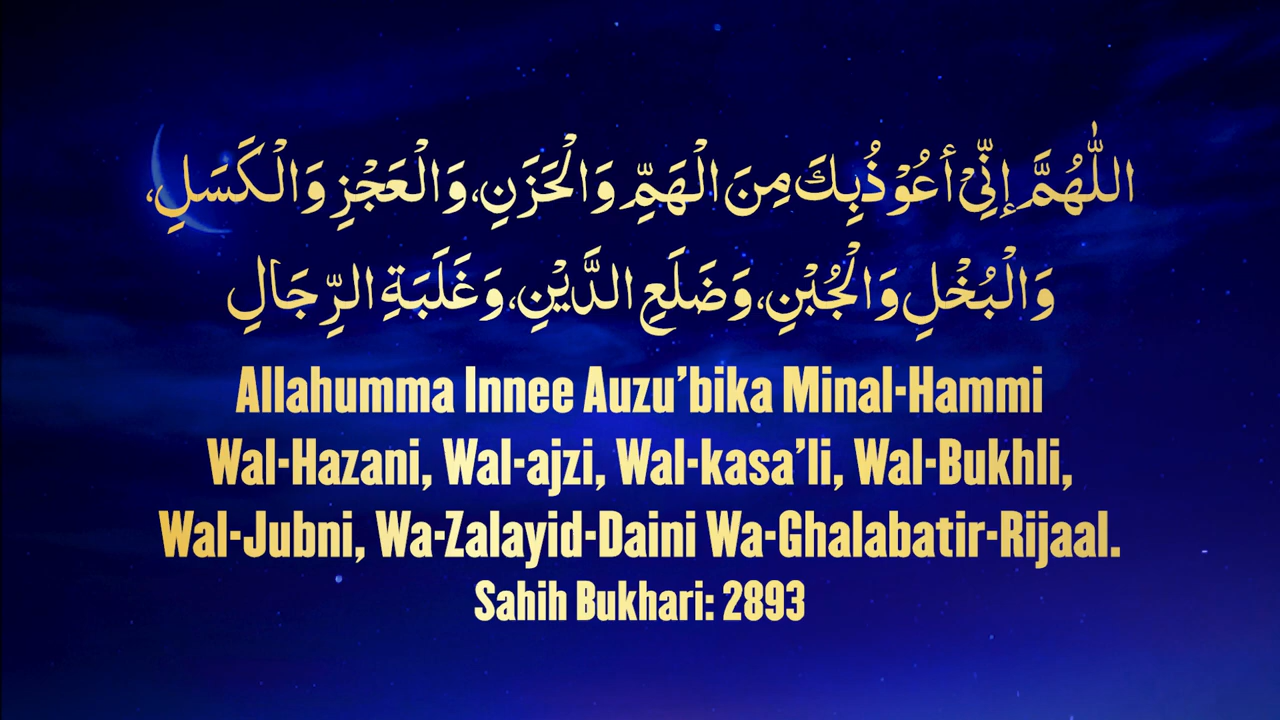 اللّٰهُمَّ إِنِّيْ أَعُوْذُ بِكَ مِنَ الْهَمِّ وَالْحَزَنِ، وَالْعَجْزِ وَالْكَسَلِ،
وَالْبُخْلِ وَالْجُبْنِ، وَضَلَعِ الدَّيْنِ، وَغَلَبَةِ الرِّجَالِ
Allahumma Innee Auzu’bika Minal-Hammi
Wal-Hazani, Wal-ajzi, Wal-kasa’li, Wal-Bukhli,
Wal-Jubni, Wa-Zalayid-Daini Wa-Ghalabatir-Rijaal.
Sahih Bukhari: 2893